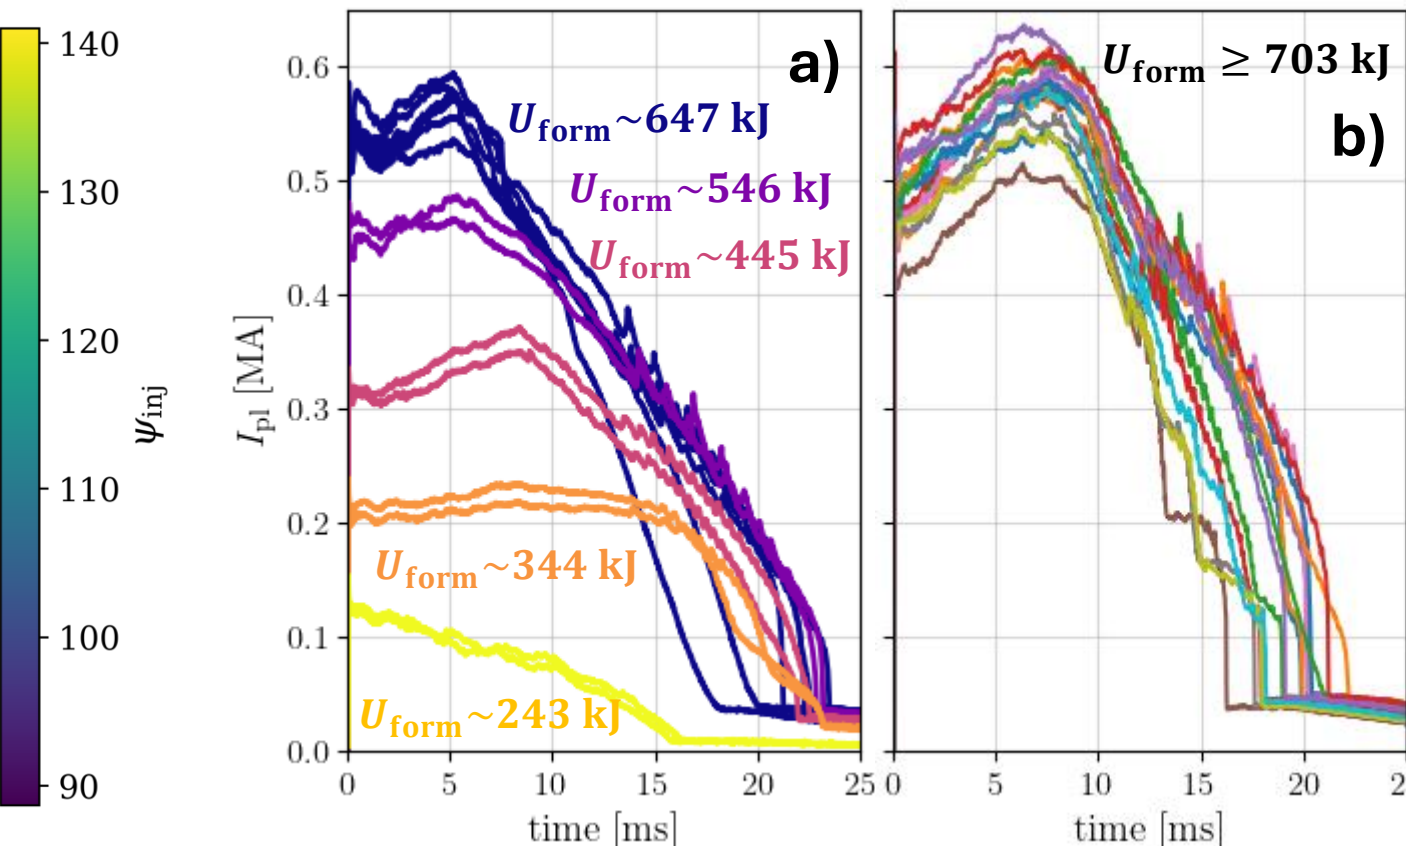 140
130
120
110
100
90
ψinj
Ipl [MA]
0.6
0.5
0.4
0.3
0.2
0.1
0.0
a)
Uform~647 kJ
Uform~546 kJ
Uform~445 kJ
Uform~344 kJ
Uform~243 kJ
0 5 10 15 20 25
time [ms]
Uform ≥ 703 kJ
b)
0 5 10 15 20 2
time [ms]